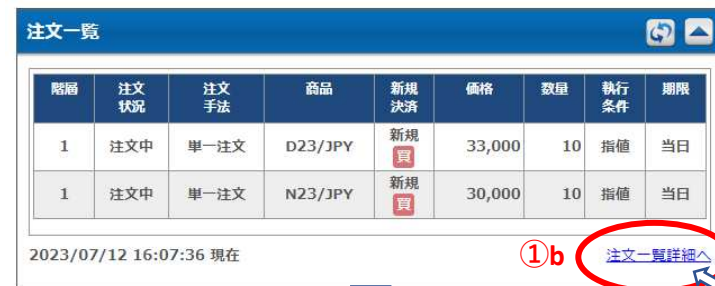 注文一覧
階層 注文状況 注文手法 商品 新規決済 価格 数量 執行条件 期限
1 注文中 単一注文 D23/JPY 新規 買 33,000 10 指値 当日
1 注文中 単一注文 N23/JPY 新規 買 30,000 10 指値 当日
2023/07/12 16:07:36 現在 ①b 注文一覧詳細へ